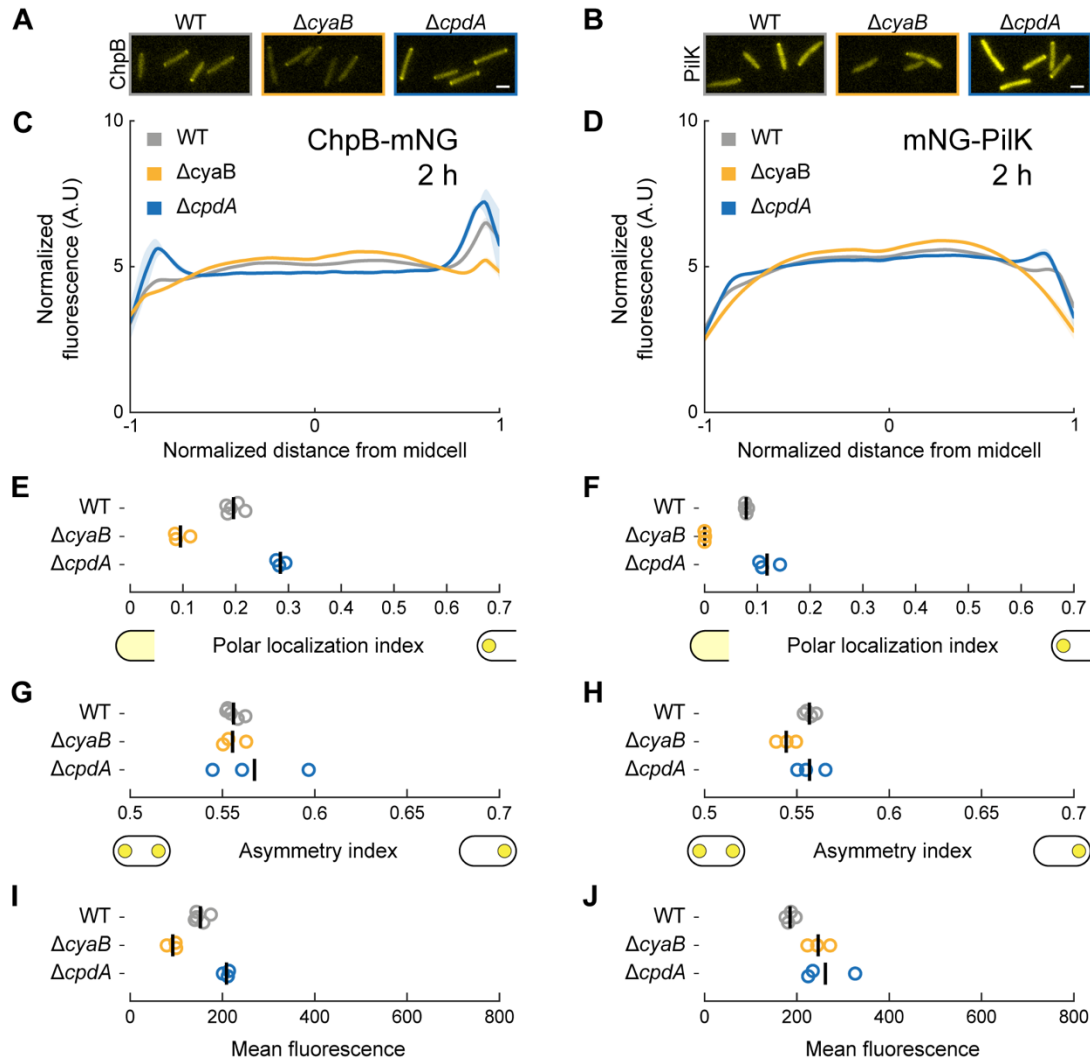 A
WT
ΔcyaB
ΔcpdA
ChpB
B
WT
ΔcyaB
ΔcpdA
PilK
C
10
5
0
Normalized
fluorescence (A.U)
WT
ΔcyaB
ΔcpdA
ChpB-mNG
2 h
-1
0
1
Normalized distance from midcell
D
10
5
0
Normalized
fluorescence (A.U)
WT
ΔcyaB
ΔcpdA
mNG-PilK
2 h
-1
0
1
Normalized distance from midcell
E
WT
ΔcyaB
ΔcpdA
0 0.1 0.2 0.3 0.4 0.5 0.6 0.7
Polar localization index
F
WT
ΔcyaB
ΔcpdA
0 0.1 0.2 0.3 0.4 0.5 0.6 0.7
Polar localization index
G
WT
ΔcyaB
ΔcpdA
0.5 0.55 0.6 0.65 0.7
Asymmetry index
H
WT
ΔcyaB
ΔcpdA
0.5 0.55 0.6 0.65 0.7
Asymmetry index
I
WT
ΔcyaB
ΔcpdA
0 200 400 600 800
Mean fluorescence
J
WT
ΔcyaB
ΔcpdA
0 200 400 600 800
Mean fluorescence